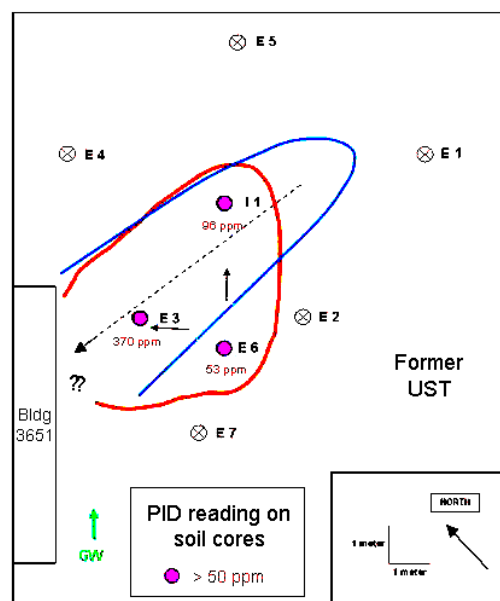 E 5
E 4
E 1
I 1
96 ppm
E 3
370 ppm
E 2
E 6
53 ppm
??
Former
UST
Bldg
3651
E 7
GW
PID reading on
soil cores
> 50 ppm
NORTH
1 meter
1 meter